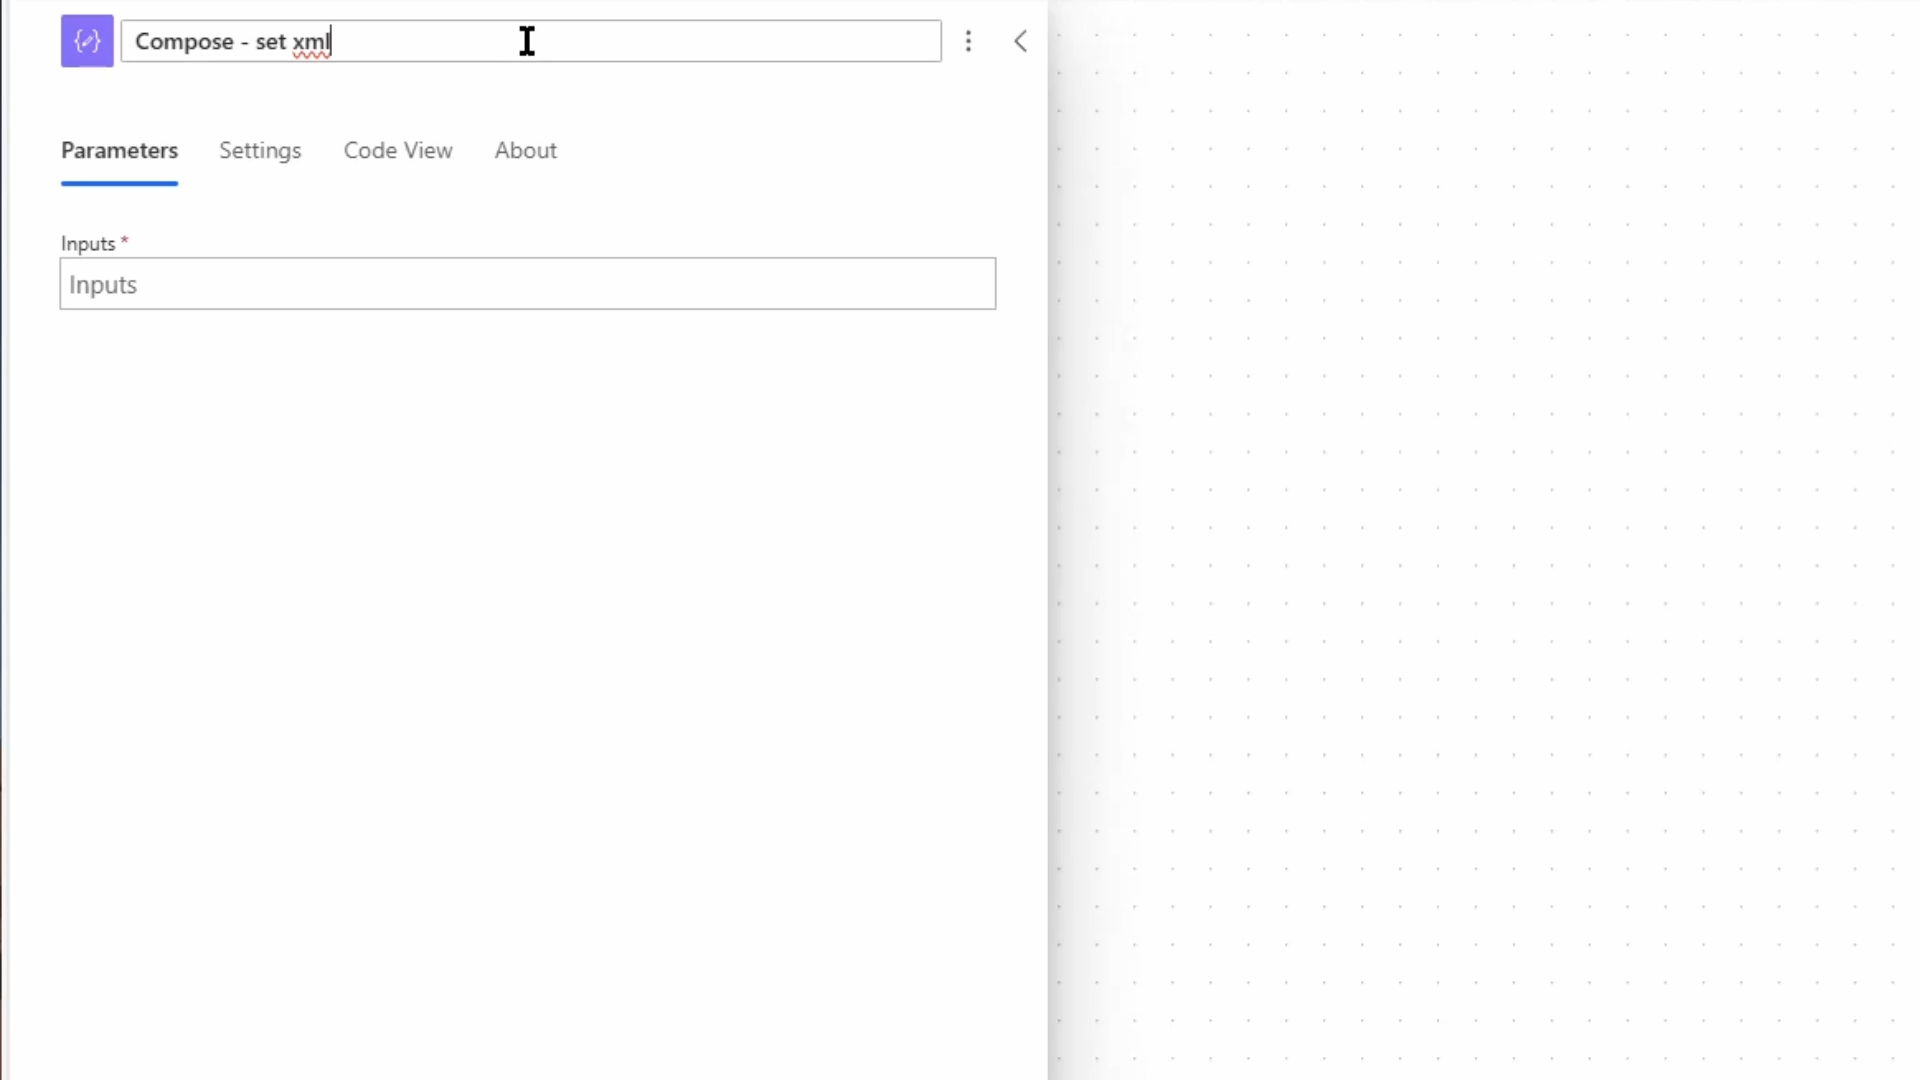 Compose - set xml
Parameters Settings Code View About
Inputs *
Inputs